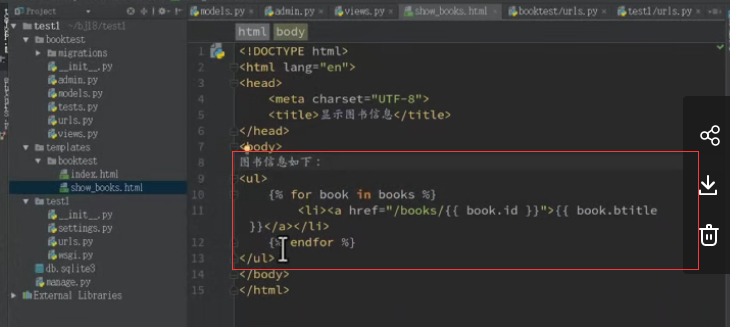 Project
models.py
admin.py
views.py
show_books.html
booktest/urls.py
test1/urls.py
test1 ~/bj18/test1
booktest
migrations
__init__.py
admin.py
models.py
tests.py
urls.py
views.py
templates
booktest
index.html
show_books.html
test1
__init__.py
settings.py
urls.py
wsgi.py
db.sqlite3
manage.py
External Libraries
html body
1 <!DOCTYPE html>
2 <html lang="en">
3 <head>
4 <meta charset="UTF-8">
5 <title>显示图书信息</title>
6 </head>
7 <body>
8 图书信息如下：
9 <ul>
10 {% for book in books %}
11 <li><a href="/books/{{ book.id }}">{{ book.btitle
}}</a></li>
12 {% endfor %}
13 </ul>
14 </body>
15 </html>